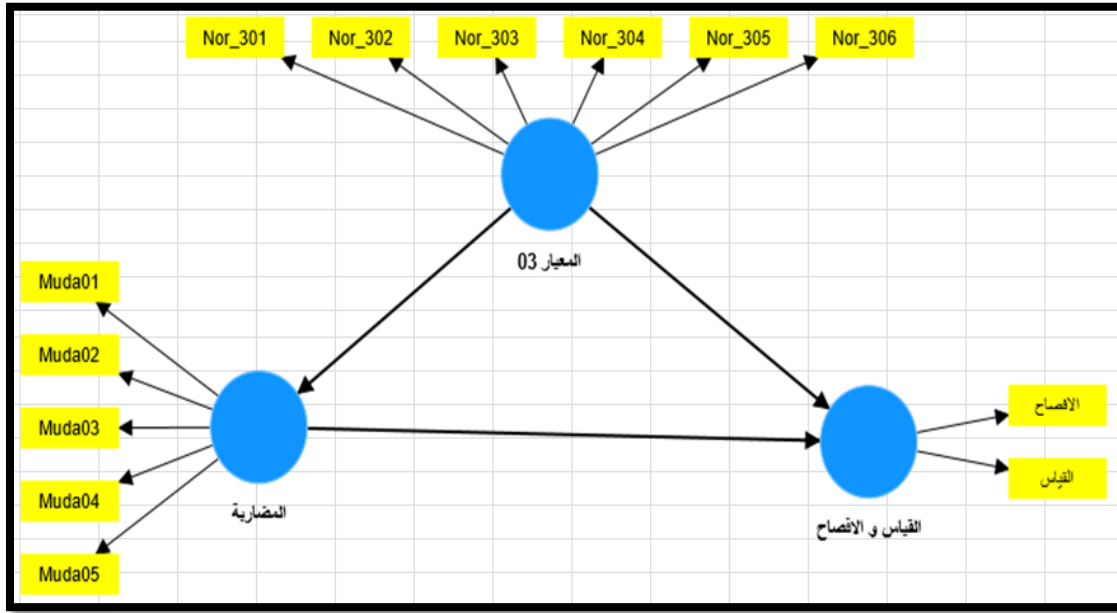 Nor_301
Nor_302
Nor_303
Nor_304
Nor_305
Nor_306
المعيار 03
Muda01
Muda02
Muda03
Muda04
Muda05
المضاربة
الافصاح
القياس
القياس و الافصاح